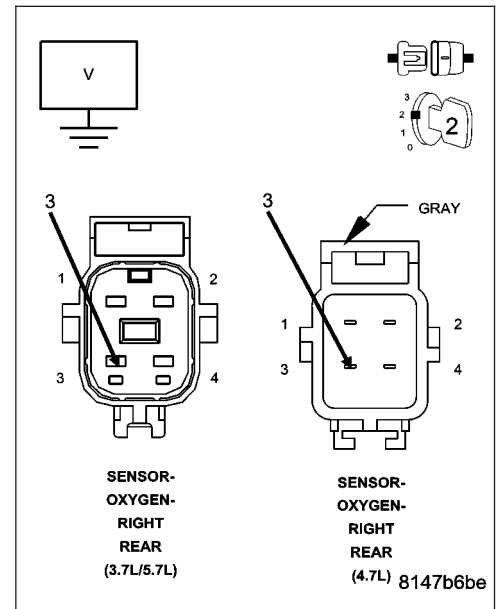 V
3
2
1
0
2
3
3
GRAY
1
2
3
4
1
2
3
4
SENSOR-
OXYGEN-
RIGHT
REAR
(3.7L/5.7L)
SENSOR-
OXYGEN-
RIGHT
REAR
(4.7L)
8147b6be